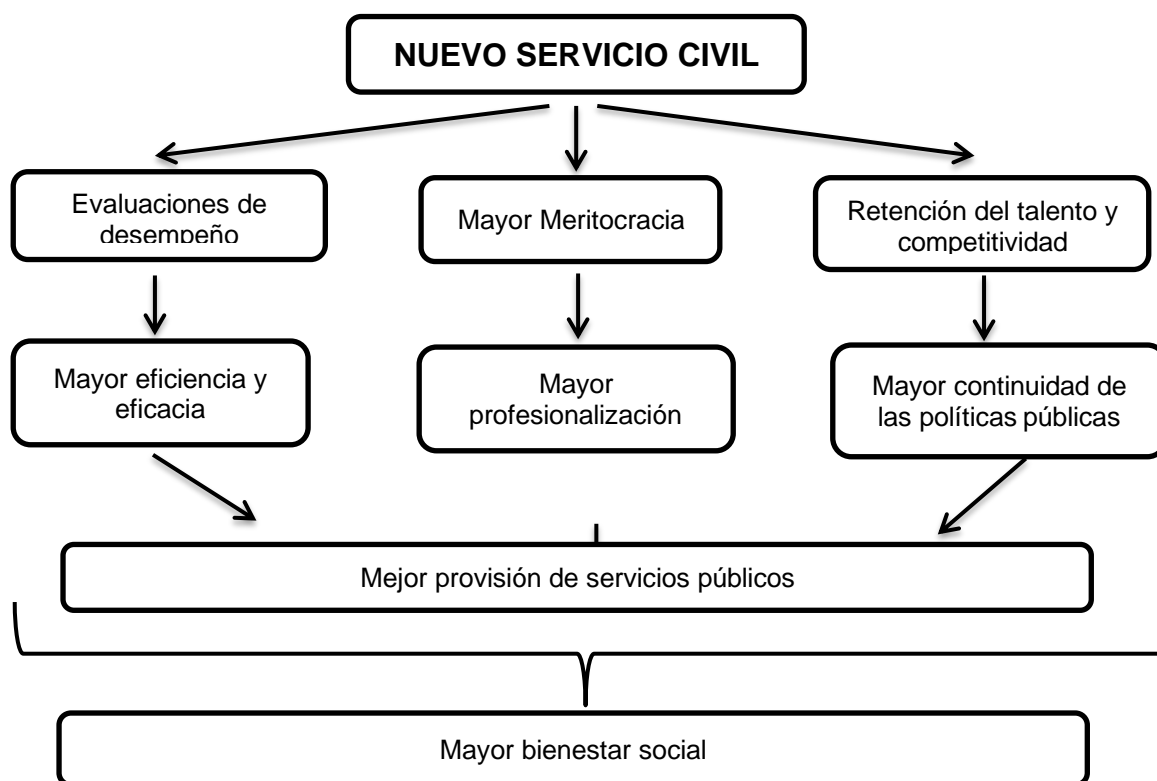 NUEVO SERVICIO CIVIL
Evaluaciones de
desempeño
Mayor Meritocracia
Retención del talento y
competitividad
Mayor eficiencia y
eficacia
Mayor
profesionalización
Mayor continuidad de
las políticas públicas
Mejor provisión de servicios públicos
Mayor bienestar social